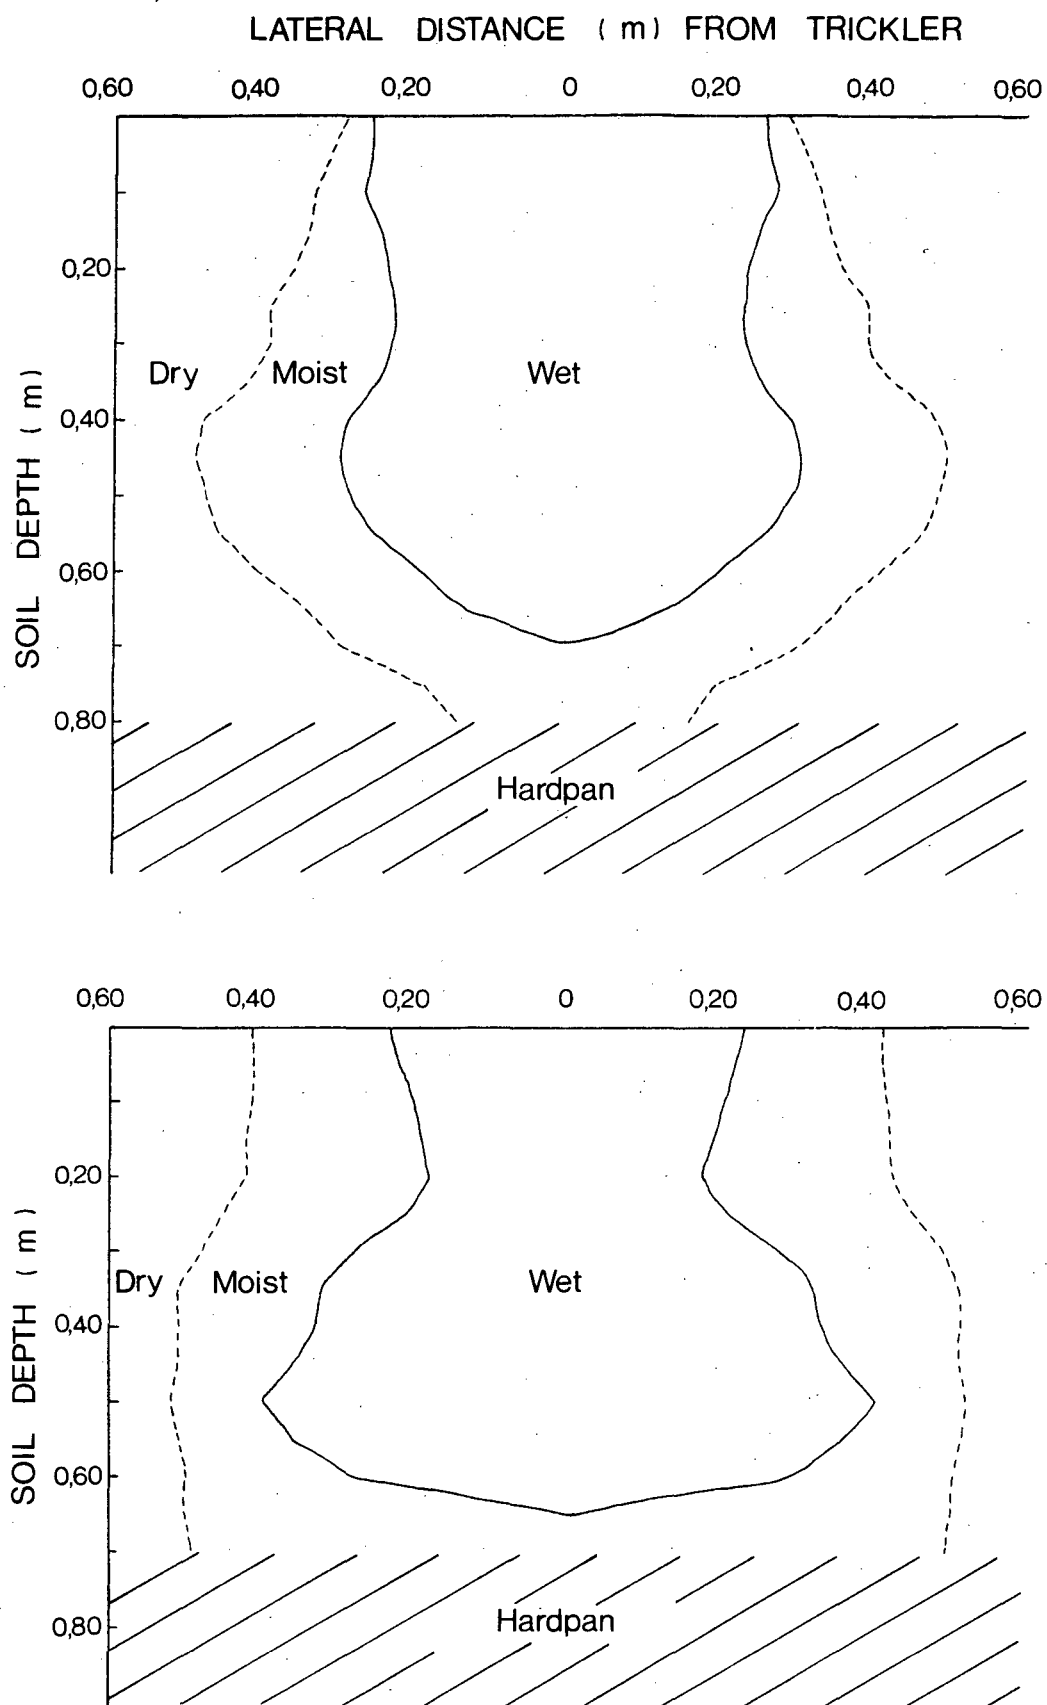 LATERAL DISTANCE (m) FROM TRICKLER
0,60 0,40 0,20 0 0,20 0,40 0,60
0,20
Dry Moist Wet
0,40
0,60
0,80
SOIL DEPTH (m)
Hardpan
0,60 0,40 0,20 0 0,20 0,40 0,60
0,20
Dry Moist Wet
0,40
0,60
0,80
SOIL DEPTH (m)
Hardpan